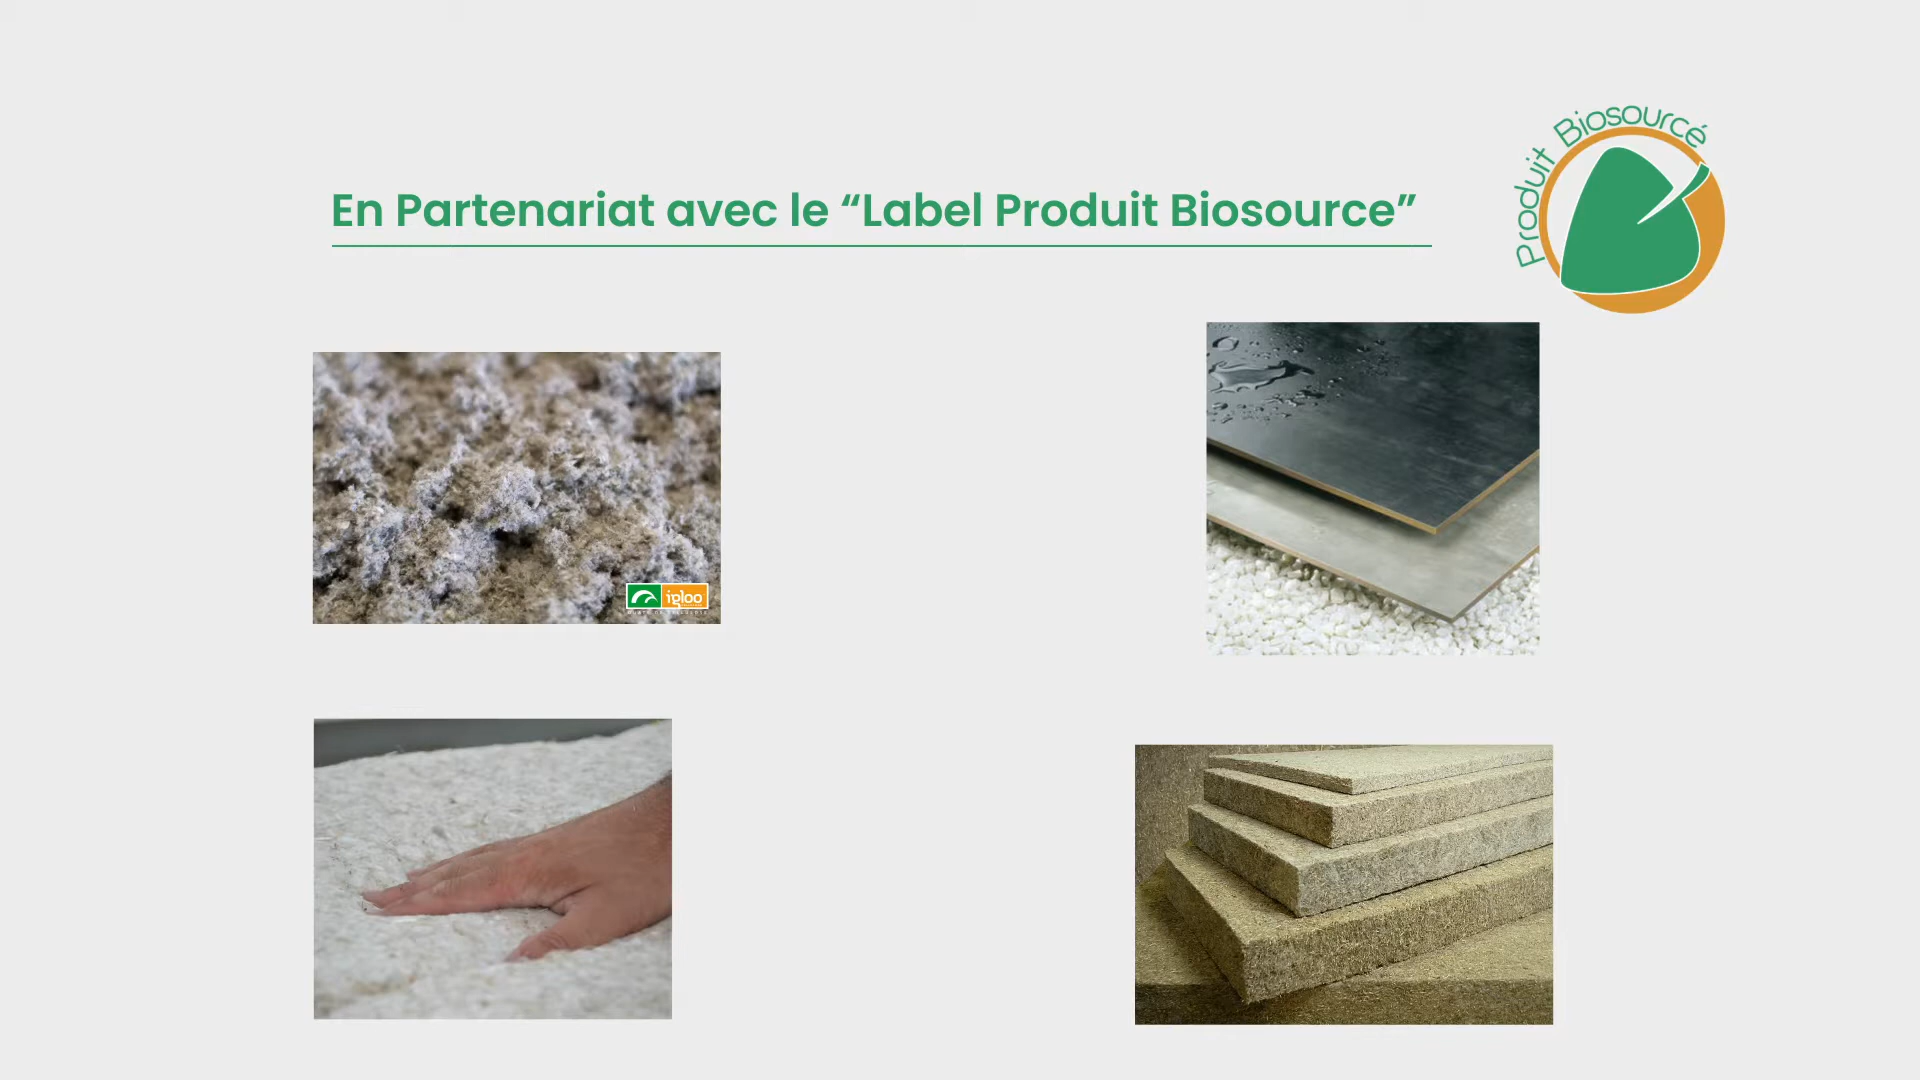 Produit Biosourcé
En Partenariat avec le “Label Produit Biosource”
igloo